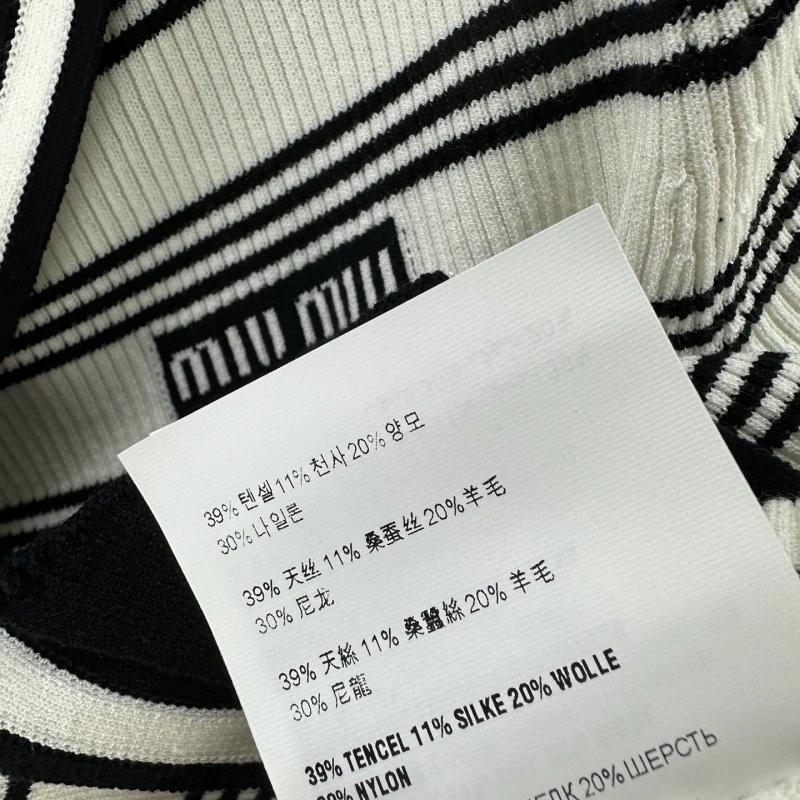 MIU MIU
39% 텐셀 11% 천사 20% 양모
30% 나일론
39% 天丝 11% 桑蚕丝 20% 羊毛
30% 尼龙
39% 天絲 11% 桑蠶絲 20% 羊毛
30% 尼龍
39% TENCEL 11% SILKE 20% WOLLE
30% NYLON
20% ШЕРСТЬ